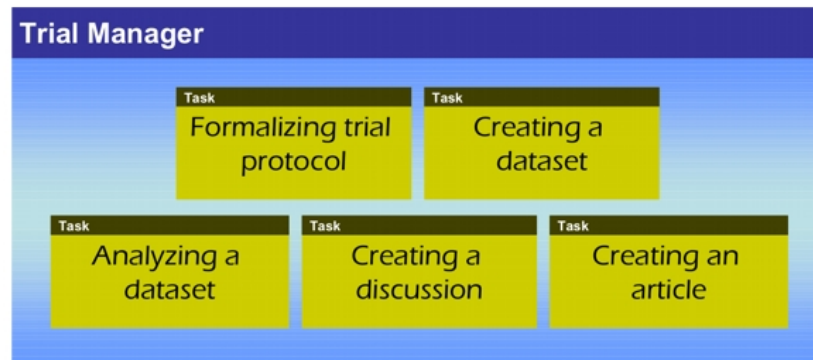 Trial Manager
Task
Formalizing trial
protocol
Task
Creating a
dataset
Task
Analyzing a
dataset
Task
Creating a
discussion
Task
Creating an
article